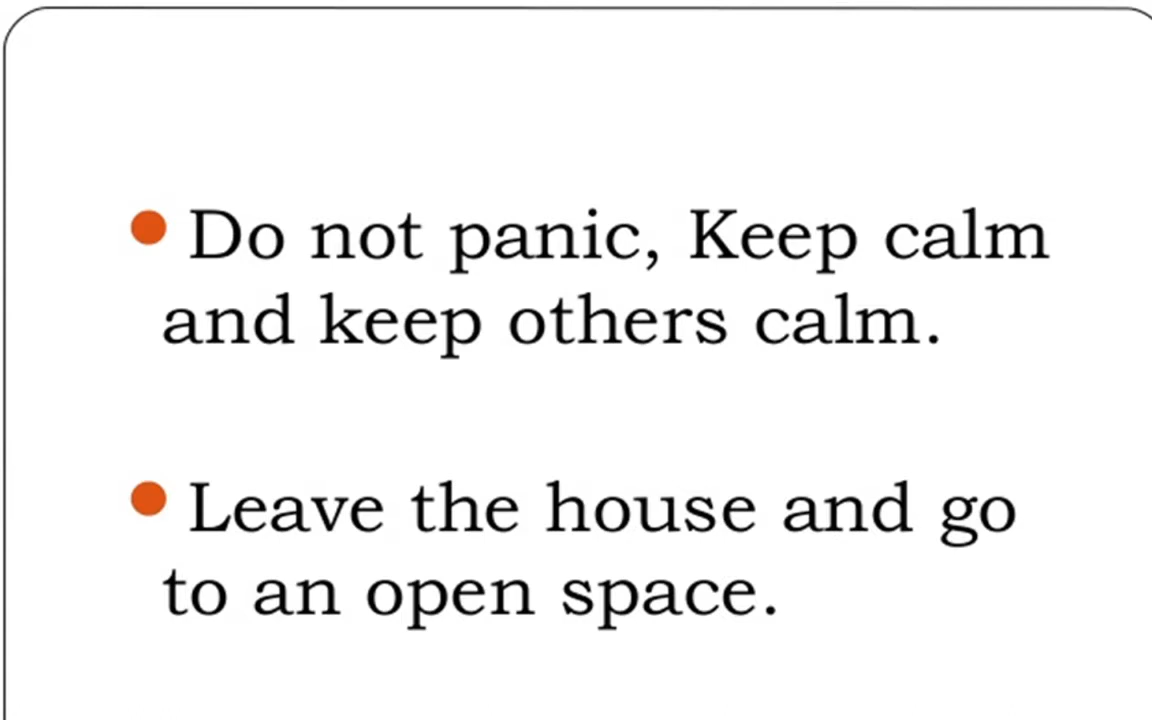 • Do not panic, Keep calm
and keep others calm.
• Leave the house and go
to an open space.